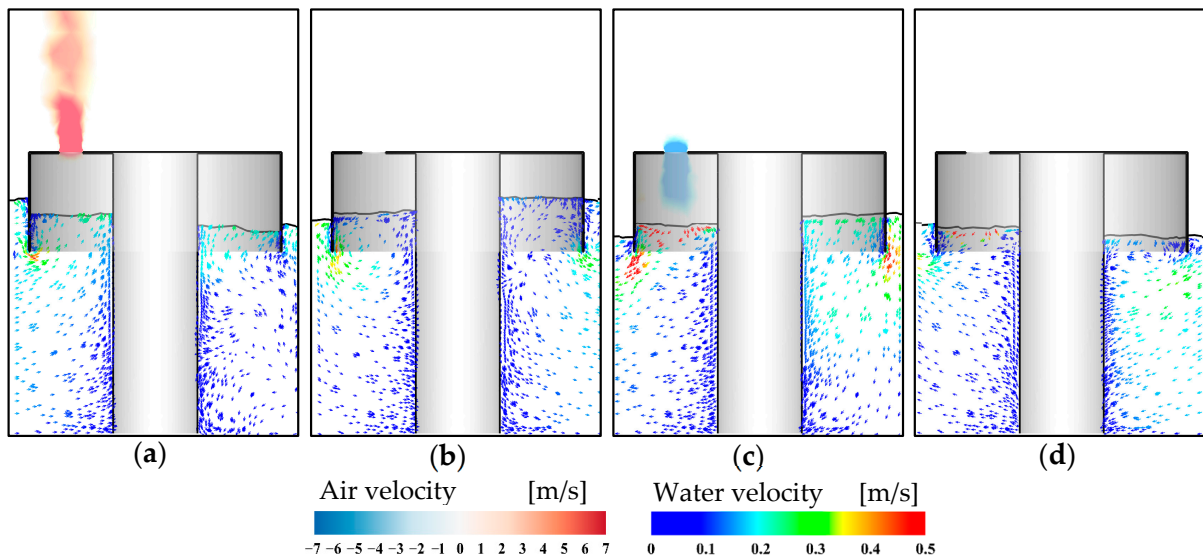 (a) (b) (c) (d)
Air velocity [m/s] Water velocity [m/s]
−7 −6 −5 −4 −3 −2 −1 0 1 2 3 4 5 6 7 0 0.1 0.2 0.3 0.4 0.5